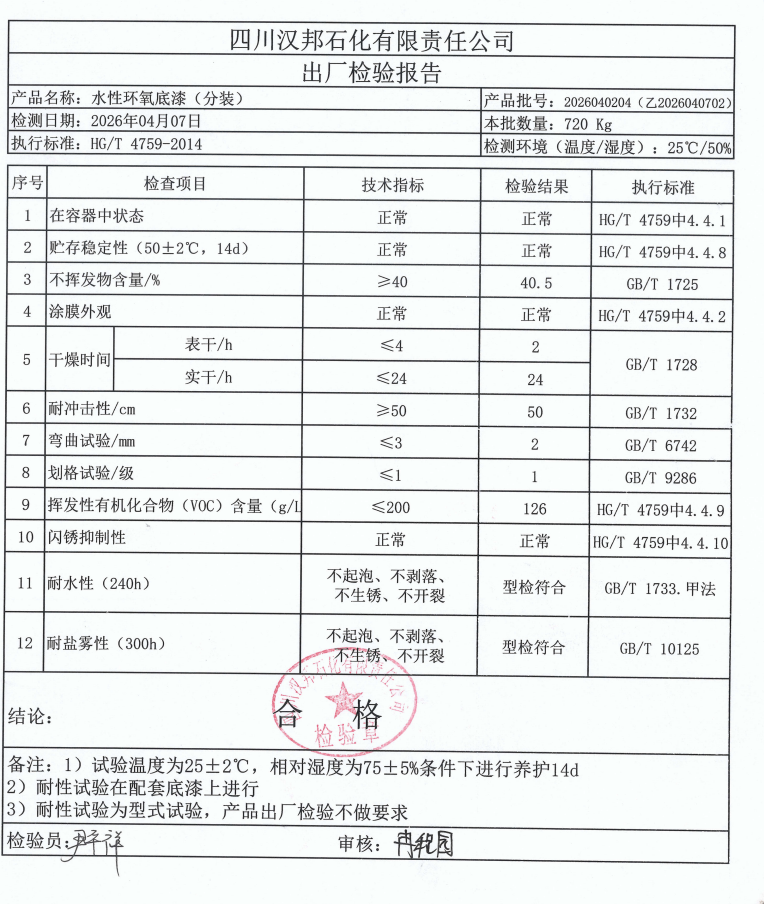 四川汉邦石化有限责任公司
出厂检验报告
产品名称：水性环氧底漆（分装） 产品批号：2026040204（乙2026040702）
检测日期：2026年04月07日 本批数量：720 Kg
执行标准：HG/T 4759-2014 检测环境（温度/湿度）：25℃/50%
序号 检查项目 技术指标 检验结果 执行标准
1 在容器中状态 正常 正常 HG/T 4759中4.4.1
2 贮存稳定性（50±2℃，14d） 正常 正常 HG/T 4759中4.4.8
3 不挥发物含量/% ≥40 40.5 GB/T 1725
4 涂膜外观 正常 正常 HG/T 4759中4.4.2
5 干燥时间 表干/h ≤4 2 GB/T 1728
实干/h ≤24 24
6 耐冲击性/cm ≥50 50 GB/T 1732
7 弯曲试验/mm ≤3 2 GB/T 6742
8 划格试验/级 ≤1 1 GB/T 9286
9 挥发性有机化合物（VOC）含量（g/L ≤200 126 HG/T 4759中4.4.9
10 闪锈抑制性 正常 正常 HG/T 4759中4.4.10
11 耐水性（240h） 不起泡、不剥落、 型检符合 GB/T 1733.甲法
不生锈、不开裂
12 耐盐雾性（300h） 不起泡、不剥落、 型检符合 GB/T 10125
不生锈、不开裂
四川汉邦石化有限责任公司
结论： 合 格
检验章
备注：1）试验温度为25±2℃，相对湿度为75±5%条件下进行养护14d
2）耐性试验在配套底漆上进行
3）耐性试验为型式试验，产品出厂检验不做要求
检验员： 审核：